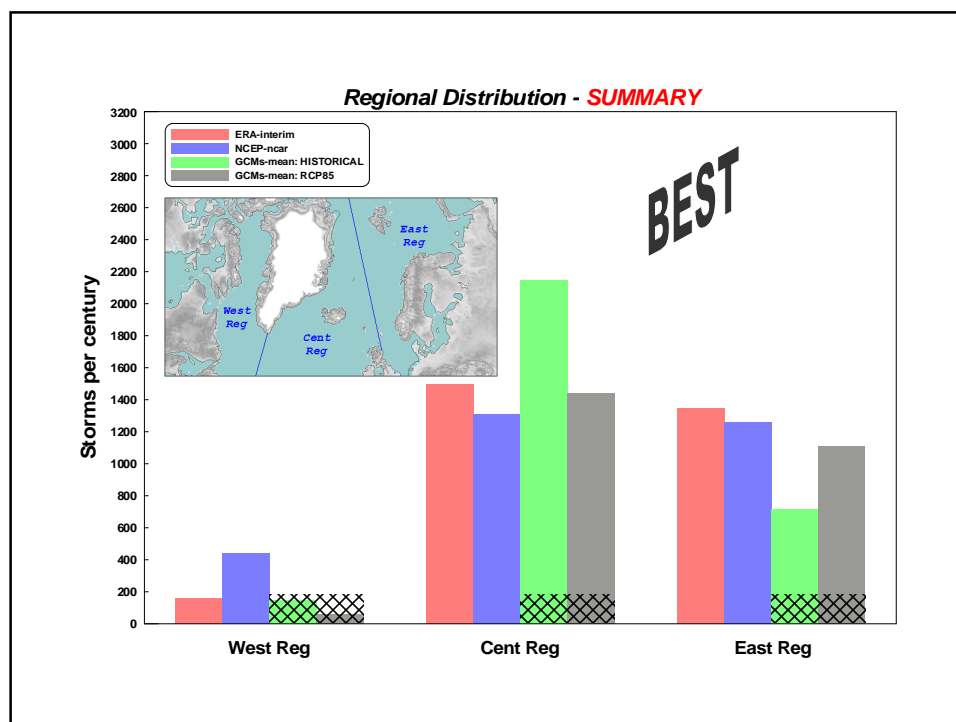 Regional Distribution - SUMMARY
3200
3000
2800
2600
2400
2200
2000
1800
1600
1400
1200
1000
800
600
400
200
0
Storms per century
ERA-interim
NCEP-ncar
GCMs-mean: HISTORICAL
GCMs-mean: RCP85
BEST
East
Reg
West
Reg
Cent
Reg
West Reg
Cent Reg
East Reg